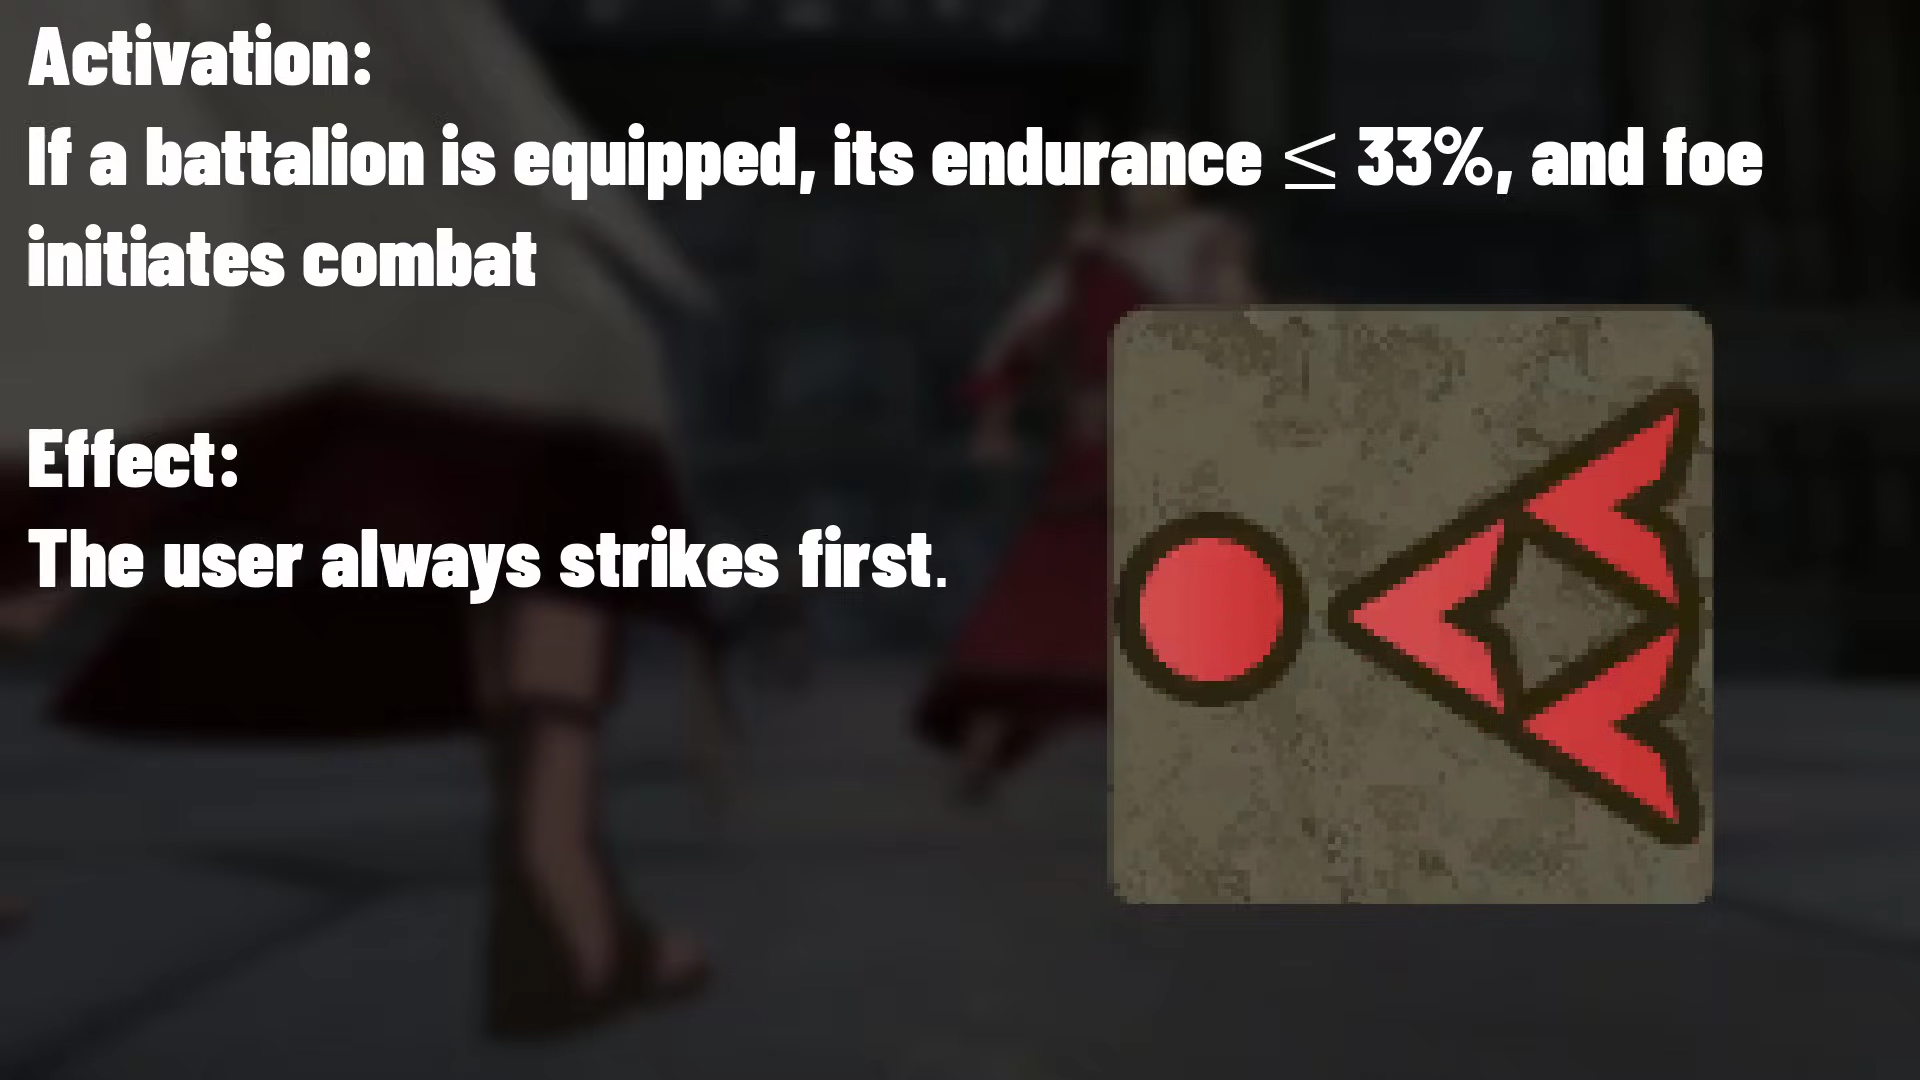 Activation:
If a battalion is equipped, its endurance ≤ 33%, and foe
initiates combat
Effect:
The user always strikes first.